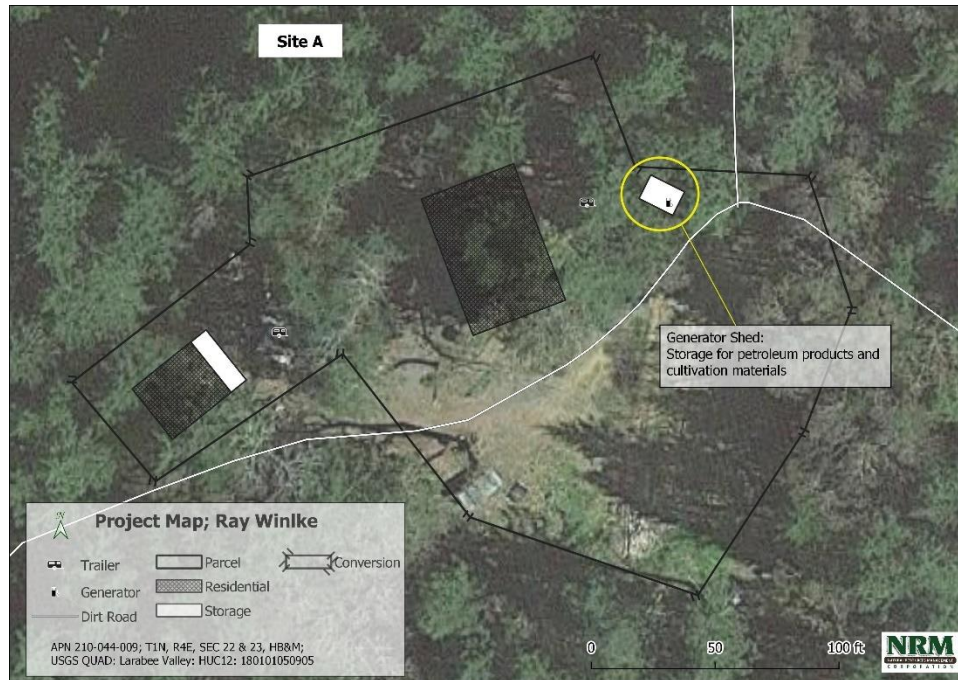 Site A
Generator Shed:
Storage for petroleum products and
cultivation materials
Project Map; Ray Winlke
Trailer
Parcel
Conversion
Generator
Residential
Dirt Road
Storage
APN 210-044-009; T1N, R4E, SEC 22 & 23, HB&M;
USGS QUAD: Larabee Valley: HUC12: 180101050905
0 50 100 ft
NRM
CORPORATION